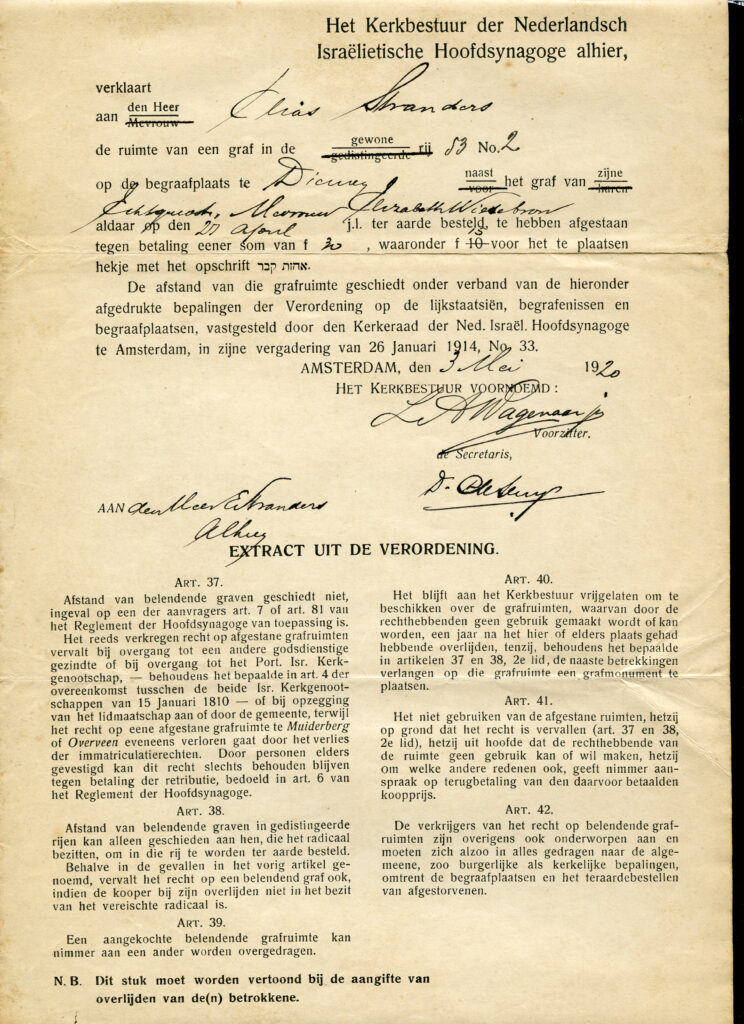 Het Kerkbestuur der Nederlandsch
Israëlietische Hoofdsynagoge alhier,
verklaart
aan den Heer Elias Stranders
Mevrouw
de ruimte van een graf in de gewone rij 83 No. 2
gedistingeerde
op de begraafplaats te Diemen naast het graf van zijne
voor haren
Echtgenoote, Mevrouw Elizabeth Wiedebron
aldaar op den 27 April j.l. ter aarde besteld, te hebben afgestaan
tegen betaling eener som van f 30, waaronder f 10 15 voor het te plaatsen
hekje met het opschrift אחזת קבר.
De afstand van die grafruimte geschiedt onder verband van de hieronder
afgedrukte bepalingen der Verordening op de lijkstaatsiën, begrafenissen en
begraafplaatsen, vastgesteld door den Kerkeraad der Ned. Israël. Hoofdsynagoge
te Amsterdam, in zijne vergadering van 26 Januari 1914, No. 33.
AMSTERDAM, den 3 Mei 1920
HET KERKBESTUUR VOORNOEMD:
L A Wagenaar jr
Voorzitter.
de Secretaris,
D.
AAN den Heer E. Stranders
Alhier
EXTRACT UIT DE VERORDENING.
ART. 37.
Afstand van belendende graven geschiedt niet,
ingeval op een der aanvragers art. 7 of art. 81 van
het Reglement der Hoofdsynagoge van toepassing is.
Het reeds verkregen recht op afgestane grafruimten
vervalt bij overgang tot een andere godsdienstige
gezindte of bij overgang tot het Port. Isr. Kerk-
genootschap, — behoudens het bepaalde in art. 4 der
overeenkomst tusschen de beide Isr. Kerkgenoot-
schappen van 15 Januari 1810 — of bij opzegging
van het lidmaatschap aan of door de gemeente, terwijl
het recht op eene afgestane grafruimte te Muiderberg
of Overveen eveneens verloren gaat door het verlies
der immatriculatierechten. Door personen elders
gevestigd kan dit recht slechts behouden blijven
tegen betaling der retributie, bedoeld in art. 6 van
het Reglement der Hoofdsynagoge.
ART. 38.
Afstand van belendende graven in gedistingeerde
rijen kan alleen geschieden aan hen, die het radicaal
bezitten, om in die rij te worden ter aarde besteld.
Behalve in de gevallen in het vorig artikel ge-
noemd, vervalt het recht op een belendend graf ook,
indien de kooper bij zijn overlijden niet in het bezit
van het vereischte radicaal is.
ART. 39.
Een aangekochte belendende grafruimte kan
nimmer aan een ander worden overgedragen.
ART. 40.
Het blijft aan het Kerkbestuur vrijgelaten om te
beschikken over de grafruimten, waarvan door de
rechthebbenden geen gebruik gemaakt wordt of kan
worden, een jaar na het hier of elders plaats gehad
hebbende overlijden, tenzij, behoudens het bepaalde
in artikelen 37 en 38, 2e lid, de naaste betrekkingen
verlangen op die grafruimte een grafmonument te
plaatsen.
ART. 41.
Het niet gebruiken van de afgestane ruimten, hetzij
op grond dat het recht is vervallen (art. 37 en 38,
2e lid), hetzij uit hoofde dat de rechthebbende van
de ruimte geen gebruik kan of wil maken, hetzij
om welke andere redenen ook, geeft nimmer aan-
spraak op terugbetaling van den daarvoor betaalden
koopprijs.
ART. 42.
De verkrijgers van het recht op belendende graf-
ruimten zijn overigens ook onderworpen aan en
moeten zich alzoo in alles gedragen naar de alge-
meene, zoo burgerlijke als kerkelijke bepalingen,
omtrent de begraafplaatsen en het teraardebestellen
van afgestorvenen.
N. B. Dit stuk moet worden vertoond bij de aangifte van
overlijden van de(n) betrokkene.